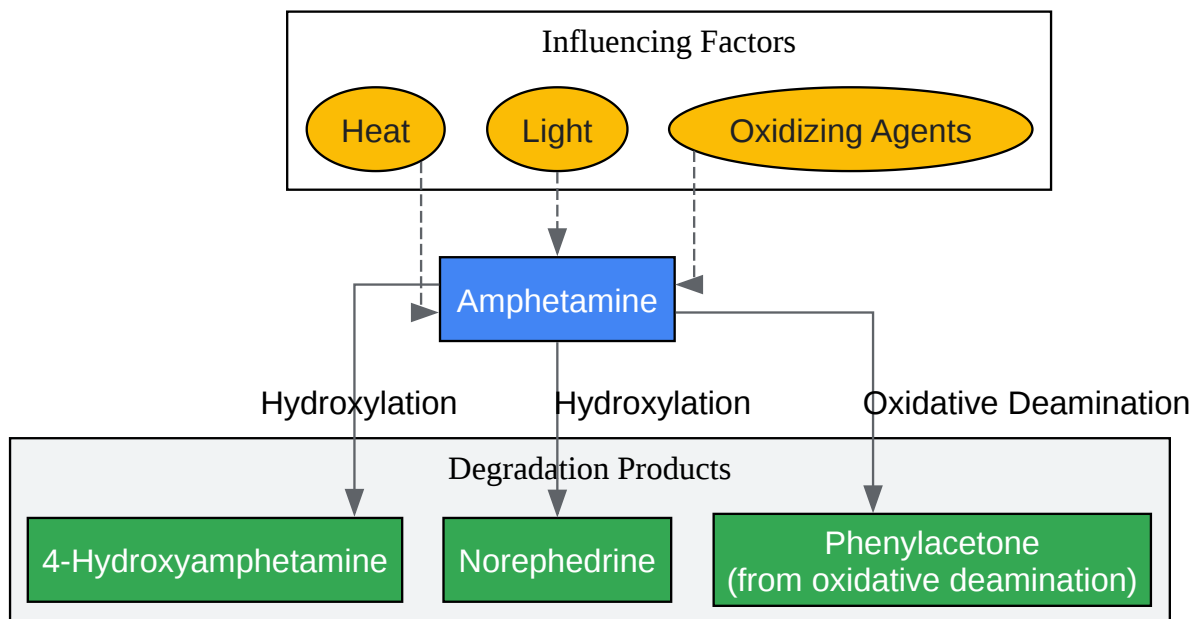 Influencing Factors
Heat
Light
Oxidizing Agents
Amphetamine
Hydroxylation
Hydroxylation
Oxidative Deamination
Degradation Products
4-Hydroxyamphetamine
Norephedrine
Phenylacetone
(from oxidative deamination)